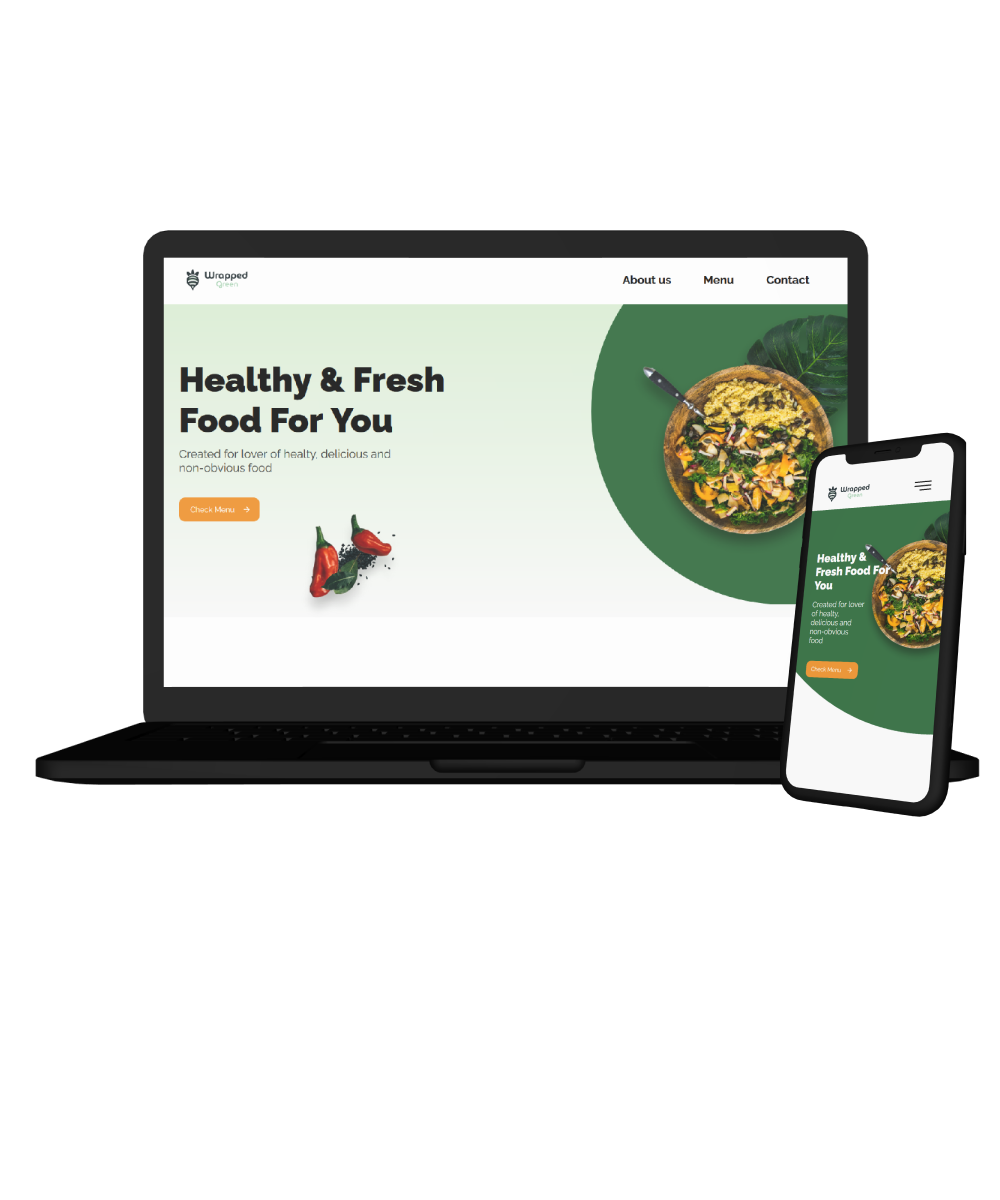 Wrapped
Green
About us
Menu
Contact
Healthy & Fresh
Food For You
Created for lover of healty, delicious and
non-obvious food
Check Menu
Wrapped
Green
Healthy &
Fresh Food For
You
Created for lover
of healty,
delicious and
non-obvious
food
Check Menu